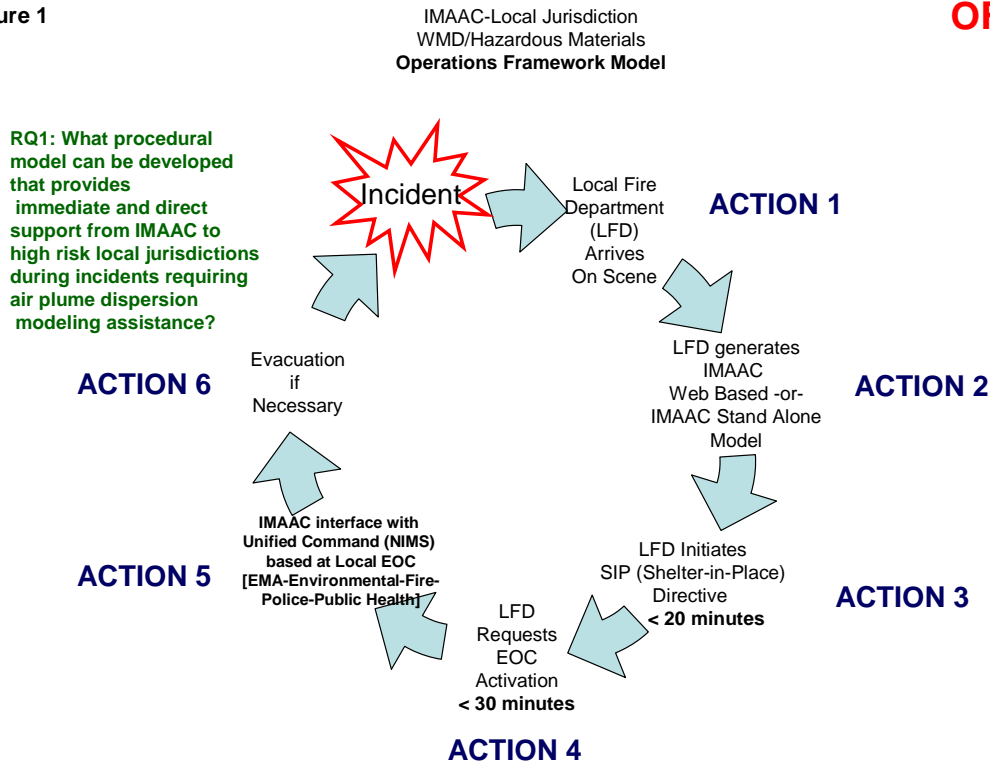 ure 1
IMAAC-Local Jurisdiction
WMD/Hazardous Materials
Operations Framework Model
RQ1: What procedural
model can be developed
that provides
immediate and direct
support from IMAAC to
high risk local jurisdictions
during incidents requiring
air plume dispersion
modeling assistance?
Incident
Local Fire
Department
(LFD)
Arrives
On Scene
ACTION 1
LFD generates
IMAAC
Web Based -or-
IMAAC Stand Alone
Model
ACTION 2
LFD Initiates
SIP (Shelter-in-Place)
Directive
< 20 minutes
ACTION 3
LFD
Requests
EOC
Activation
< 30 minutes
ACTION 4
IMAAC interface with
Unified Command (NIMS)
based at Local EOC
[EMA-Environmental-Fire-
Police-Public Health]
ACTION 5
Evacuation
if
Necessary
ACTION 6